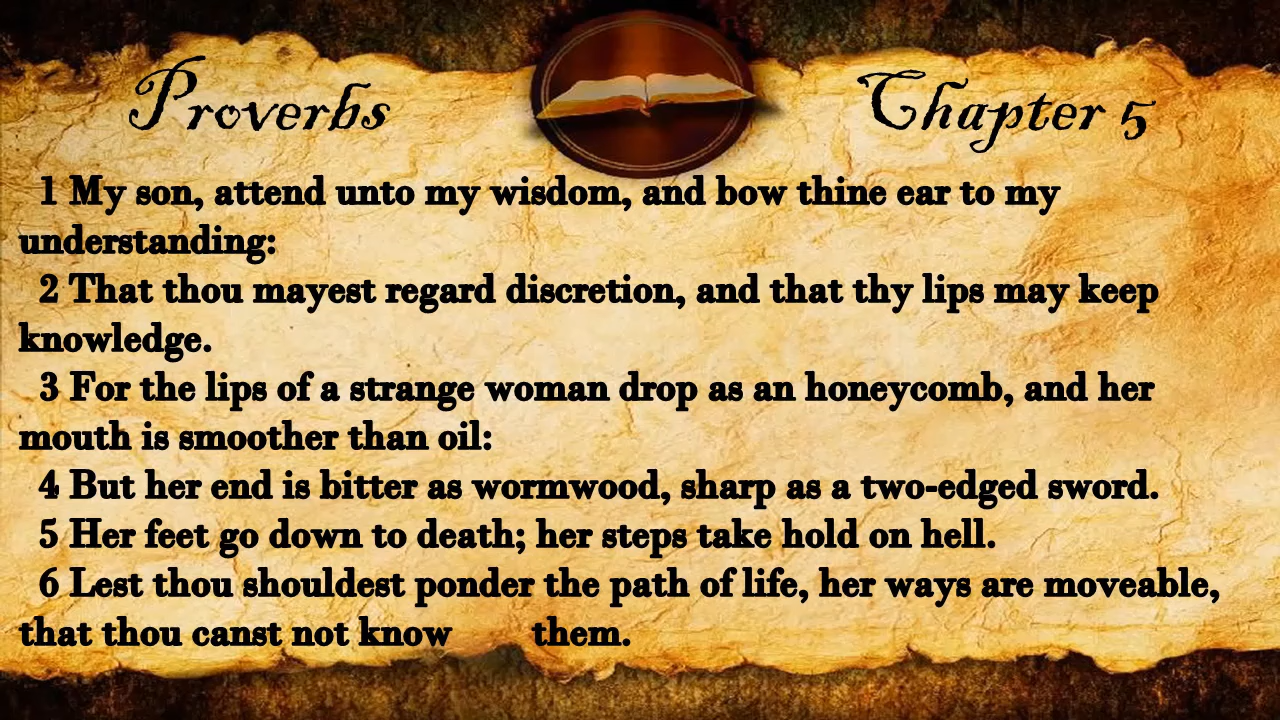 Proverbs Chapter 5
1 My son, attend unto my wisdom, and bow thine ear to my
understanding:
2 That thou mayest regard discretion, and that thy lips may keep
knowledge.
3 For the lips of a strange woman drop as an honeycomb, and her
mouth is smoother than oil:
4 But her end is bitter as wormwood, sharp as a two-edged sword.
5 Her feet go down to death; her steps take hold on hell.
6 Lest thou shouldest ponder the path of life, her ways are moveable,
that thou canst not know them.